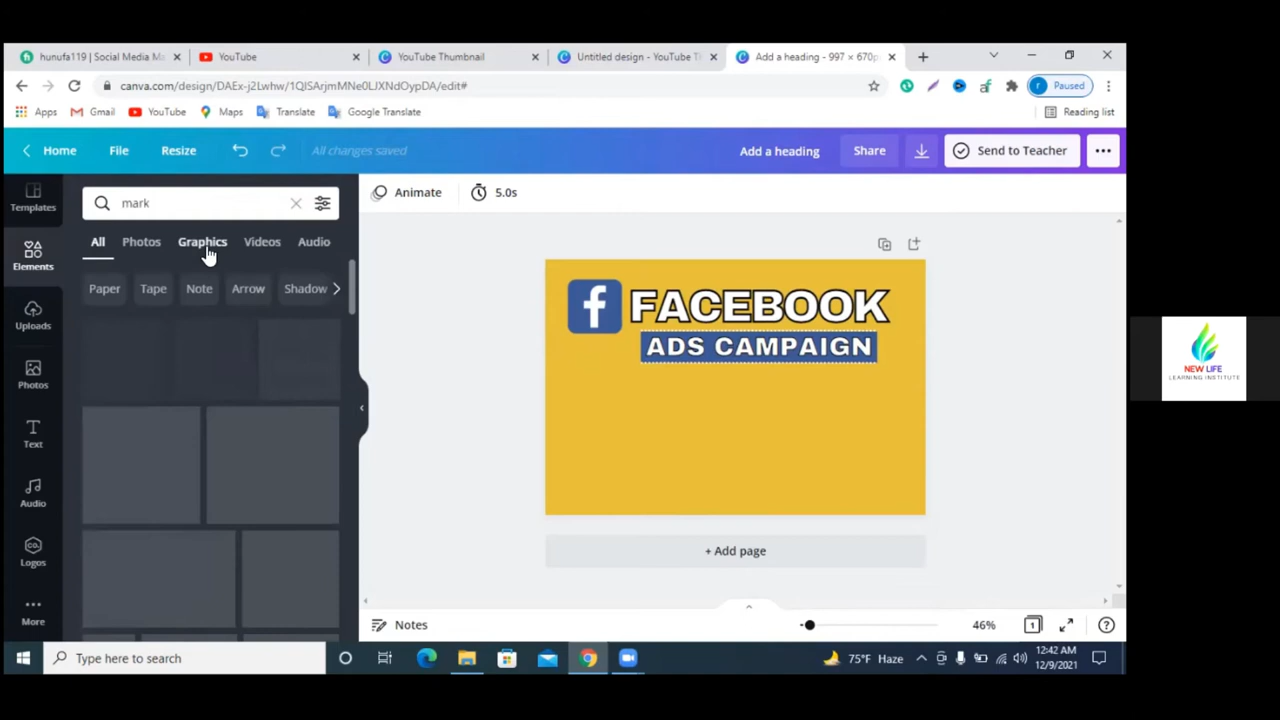 hunufa119 | Social Media Ma
YouTube
YouTube Thumbnail
Untitled design - YouTube Th
Add a heading - 997 × 670p
canva.com/design/DAEx-j2Lwhw/1QISArjmMNe0LJXNdOypDA/edit#
Paused
Apps
Gmail
YouTube
Maps
Translate
Google Translate
Reading list
Home
File
Resize
All changes saved
Add a heading
Share
Send to Teacher
Templates
Elements
Uploads
Photos
Text
Audio
Logos
More
mark
All
Photos
Graphics
Videos
Audio
Paper
Tape
Note
Arrow
Shadow
Animate
5.0s
f FACEBOOK
ADS CAMPAIGN
+ Add page
Notes
46%
1
NEW LIFE
LEARNING INSTITUTE
Type here to search
75°F Haze
12:42 AM
12/9/2021